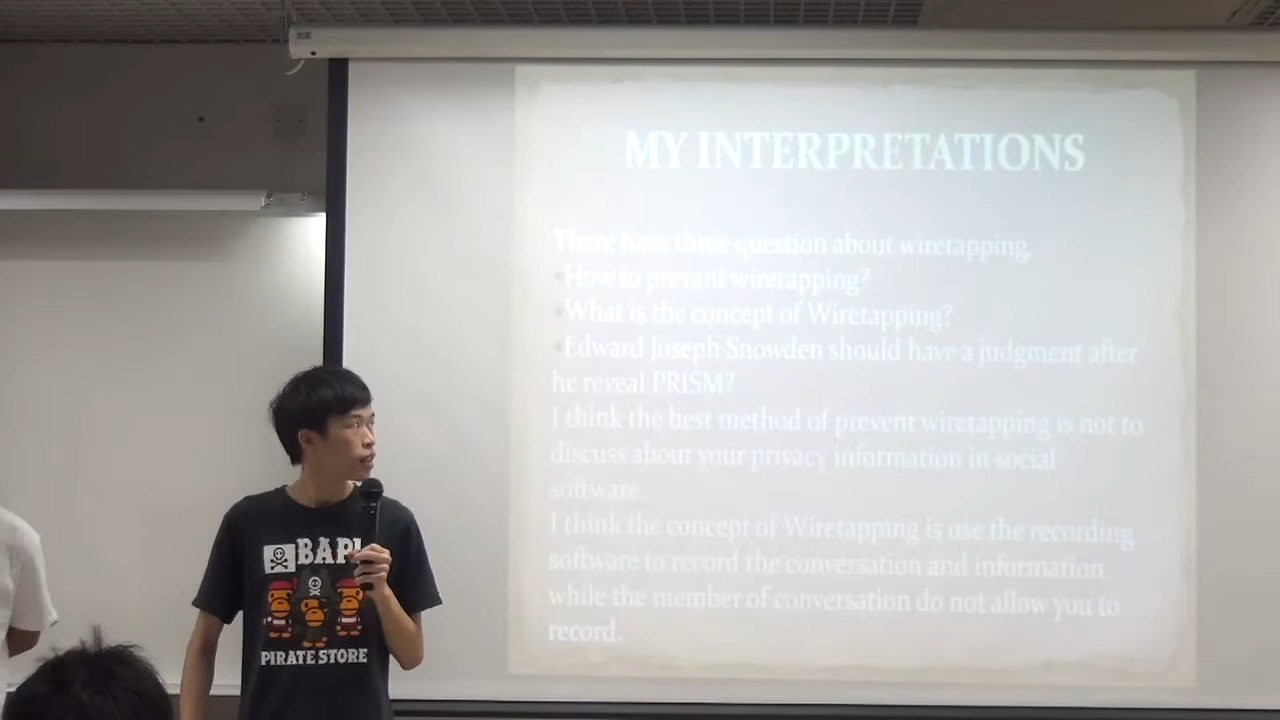 MY INTERPRETATIONS
There have three question about wiretapping,
•How to prevent wiretapping?
•What is the concept of Wiretapping?
•Edward Joseph Snowden should have a judgment after
he reveal PRISM?
I think the best method of prevent wiretapping is not to
discuss about your privacy information in social
software.
I think the concept of Wiretapping is use the recording
software to record the conversation and information
while the member of conversation do not allow you to
record.
PIRATE STORE